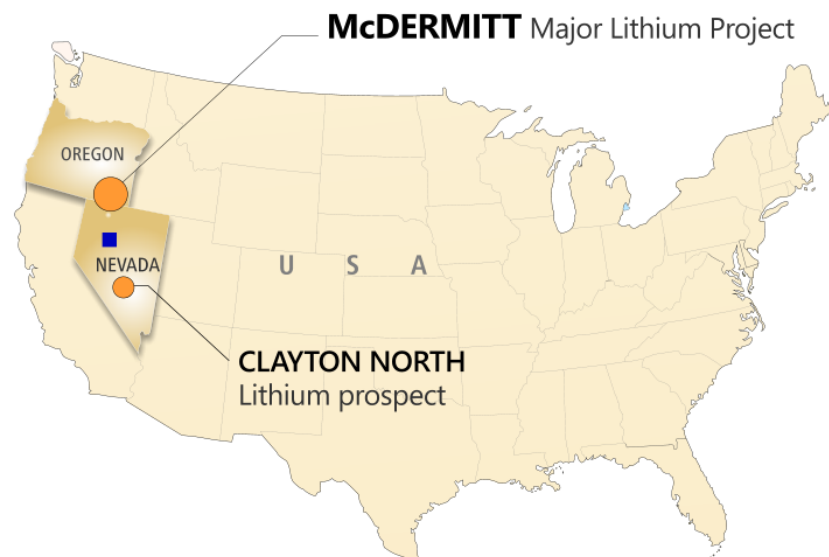 McDERMITT Major Lithium Project
OREGON
NEVADA
U S A
CLAYTON NORTH
Lithium prospect